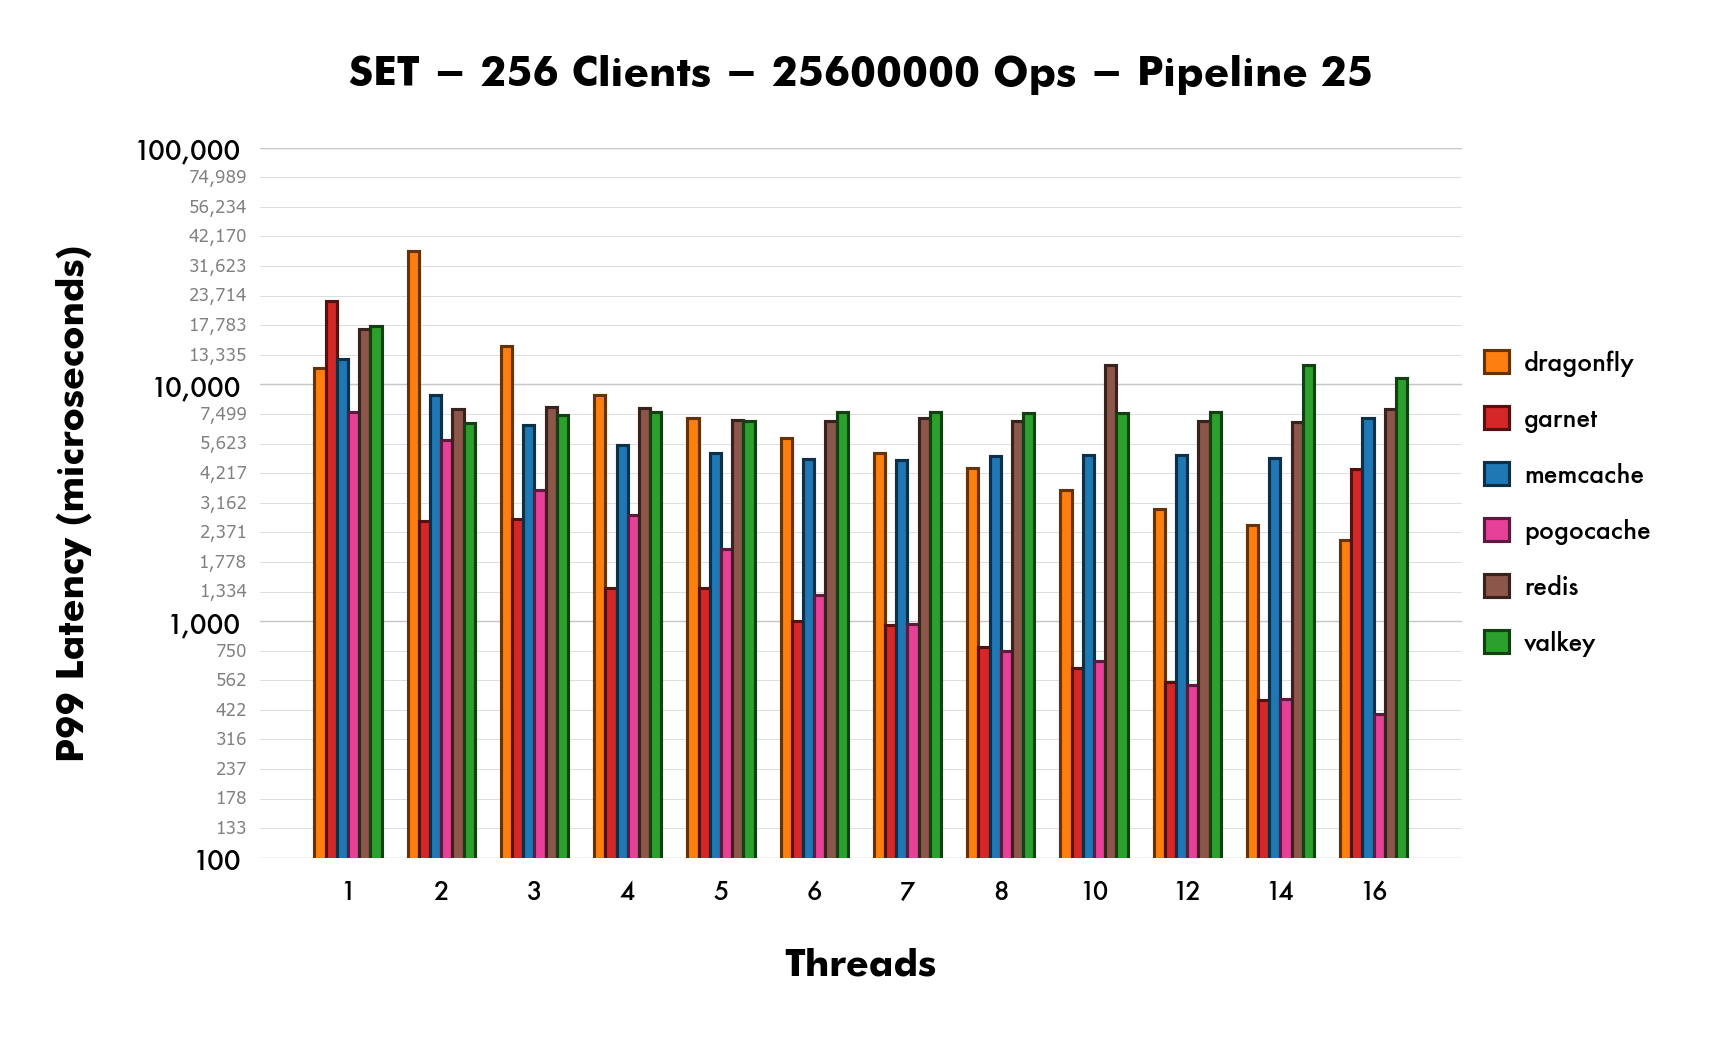 SET – 256 Clients – 25600000 Ops – Pipeline 25
P99 Latency (microseconds)
100,000
74,989
56,234
42,170
31,623
23,714
17,783
13,335
10,000
7,499
5,623
4,217
3,162
2,371
1,778
1,334
1,000
750
562
422
316
237
178
133
100
1 2 3 4 5 6 7 8 10 12 14 16
Threads
dragonfly
garnet
memcache
pogocache
redis
valkey